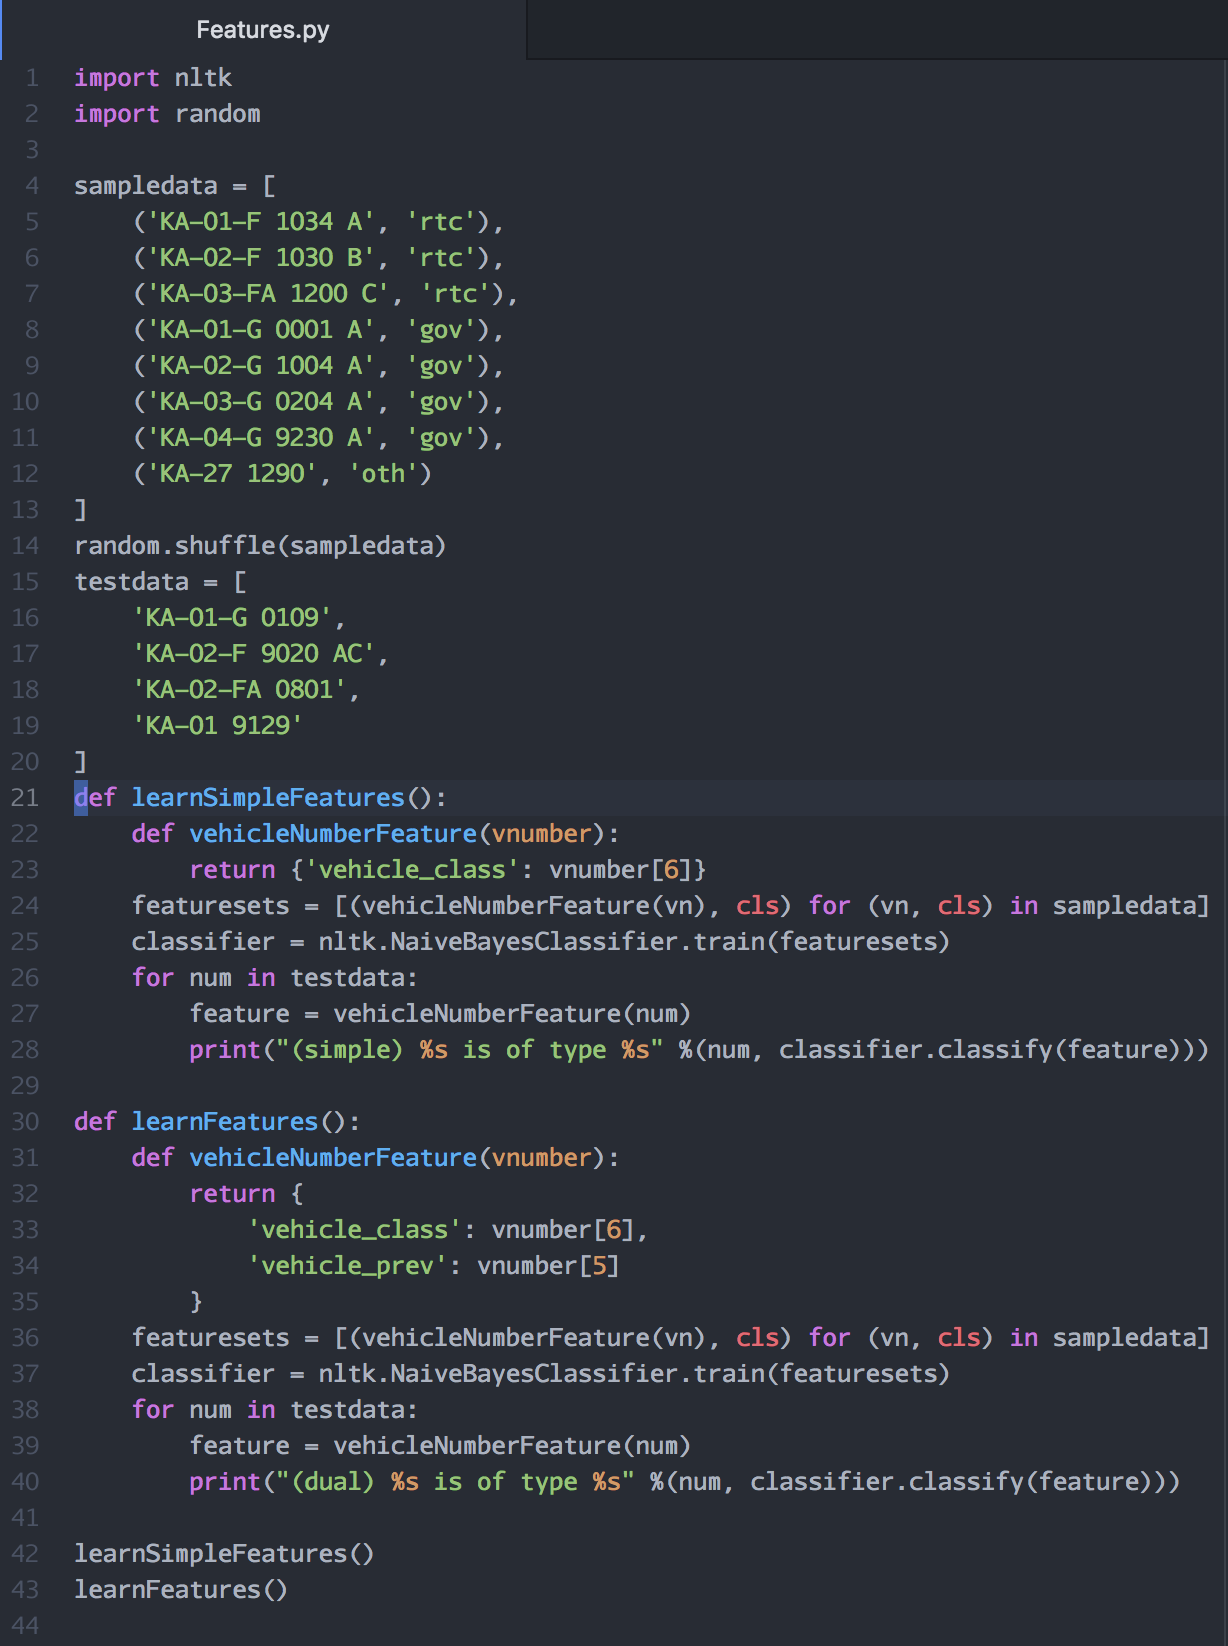 Features.py
1 import nltk
2 import random
3
4 sampledata = [
5     ('KA-01-F 1034 A', 'rtc'),
6     ('KA-02-F 1030 B', 'rtc'),
7     ('KA-03-FA 1200 C', 'rtc'),
8     ('KA-01-G 0001 A', 'gov'),
9     ('KA-02-G 1004 A', 'gov'),
10     ('KA-03-G 0204 A', 'gov'),
11     ('KA-04-G 9230 A', 'gov'),
12     ('KA-27 1290', 'oth')
13 ]
14 random.shuffle(sampledata)
15 testdata = [
16     'KA-01-G 0109',
17     'KA-02-F 9020 AC',
18     'KA-02-FA 0801',
19     'KA-01 9129'
20 ]
21 def learnSimpleFeatures():
22     def vehicleNumberFeature(vnumber):
23         return {'vehicle_class': vnumber[6]}
24     featuresets = [(vehicleNumberFeature(vn), cls) for (vn, cls) in sampledata]
25     classifier = nltk.NaiveBayesClassifier.train(featuresets)
26     for num in testdata:
27         feature = vehicleNumberFeature(num)
28         print("(simple) %s is of type %s" %(num, classifier.classify(feature)))
29
30 def learnFeatures():
31     def vehicleNumberFeature(vnumber):
32         return {
33             'vehicle_class': vnumber[6],
34             'vehicle_prev': vnumber[5]
35         }
36     featuresets = [(vehicleNumberFeature(vn), cls) for (vn, cls) in sampledata]
37     classifier = nltk.NaiveBayesClassifier.train(featuresets)
38     for num in testdata:
39         feature = vehicleNumberFeature(num)
40         print("(dual) %s is of type %s" %(num, classifier.classify(feature)))
41
42 learnSimpleFeatures()
43 learnFeatures()
44